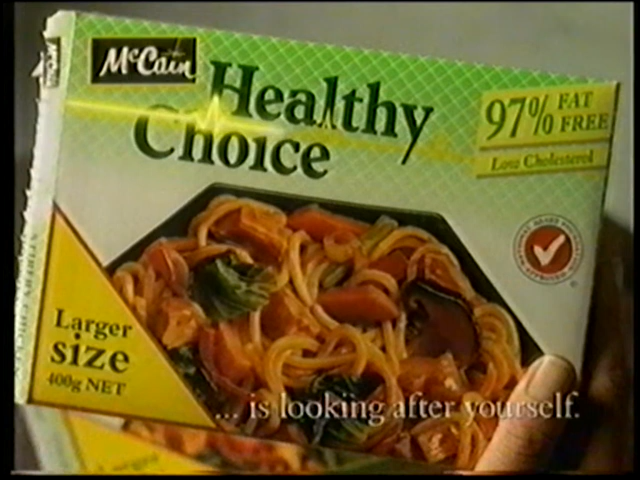 McCain
Healthy
Choice
97% FAT
FREE
Low Cholesterol
Larger
size
400g NET
... is looking after yourself.